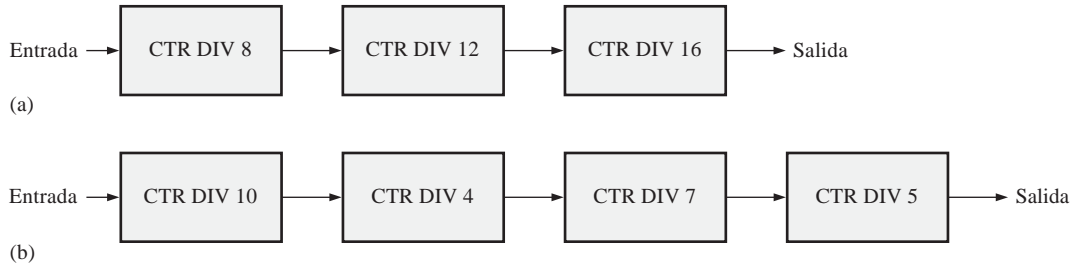 Entrada CTR DIV 8 CTR DIV 12 CTR DIV 16 Salida
(a)
Entrada CTR DIV 10 CTR DIV 4 CTR DIV 7 CTR DIV 5 Salida
(b)